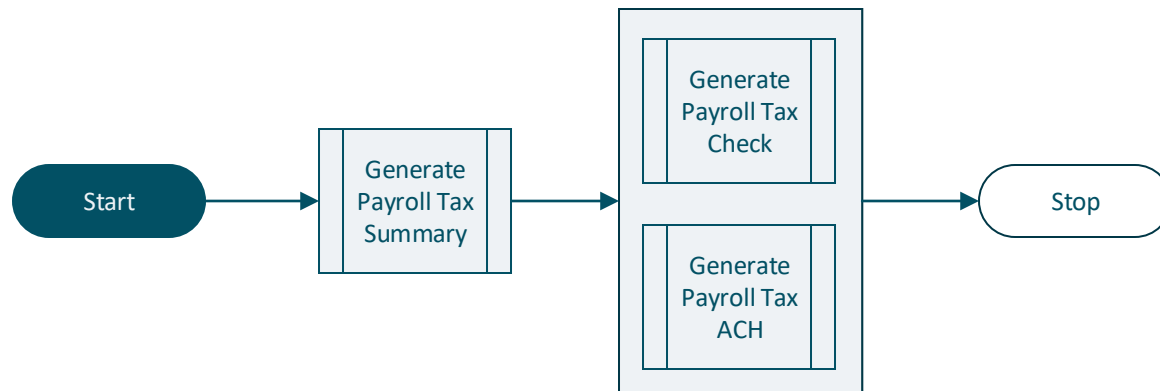 Start
Generate
Payroll Tax
Summary
Generate
Payroll Tax
Check
Generate
Payroll Tax
ACH
Stop